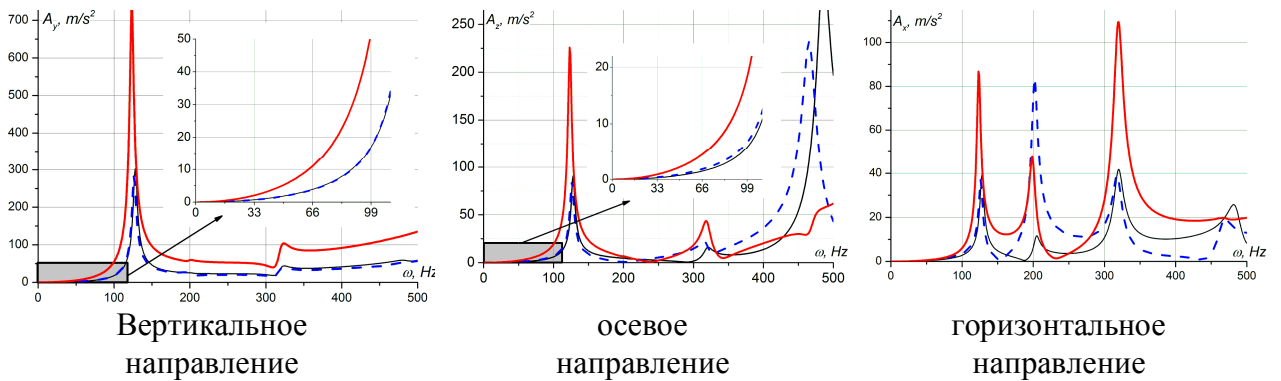 A_y, m/s²
700
600
500
400
300
200
100
0
0 100 200 300 400 500
ω, Hz
50
40
30
20
10
0
0 33 66 99
Вертикальное
направление
A_z, m/s²
250
200
150
100
50
0
0 100 200 300 400 500
ω, Hz
20
10
0
0 33 66 99
осевое
направление
A_x, m/s²
100
80
60
40
20
0
0 100 200 300 400 500
ω, Hz
горизонтальное
направление